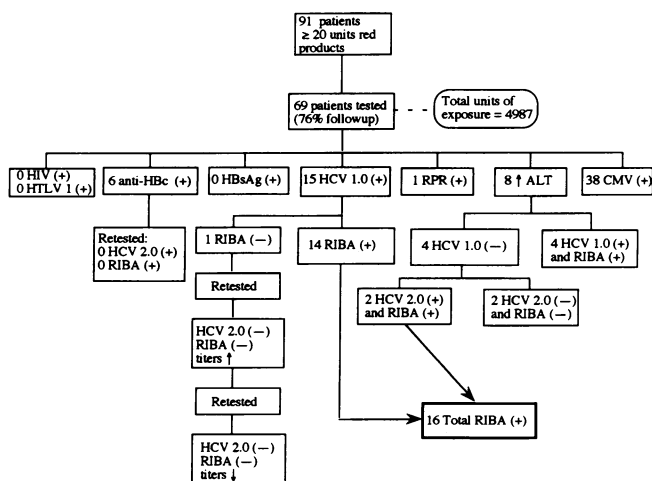 91 patients
≥ 20 units red
products
69 patients tested
(76% followup)
Total units of
exposure = 4987
0 HIV (+)
0 HTLV 1 (+)
6 anti-HBc (+)
0 HBsAg (+)
15 HCV 1.0 (+)
1 RPR (+)
8 ↑ ALT
38 CMV (+)
Retested:
0 HCV 2.0 (+)
0 RIBA (+)
1 RIBA (—)
14 RIBA (+)
4 HCV 1.0 (—)
4 HCV 1.0 (+)
and RIBA (+)
Retested
2 HCV 2.0 (+)
and RIBA (+)
2 HCV 2.0 (—)
and RIBA (—)
HCV 2.0 (—)
RIBA (—)
titers ↑
Retested
16 Total RIBA (+)
HCV 2.0 (—)
RIBA (—)
titers ↓